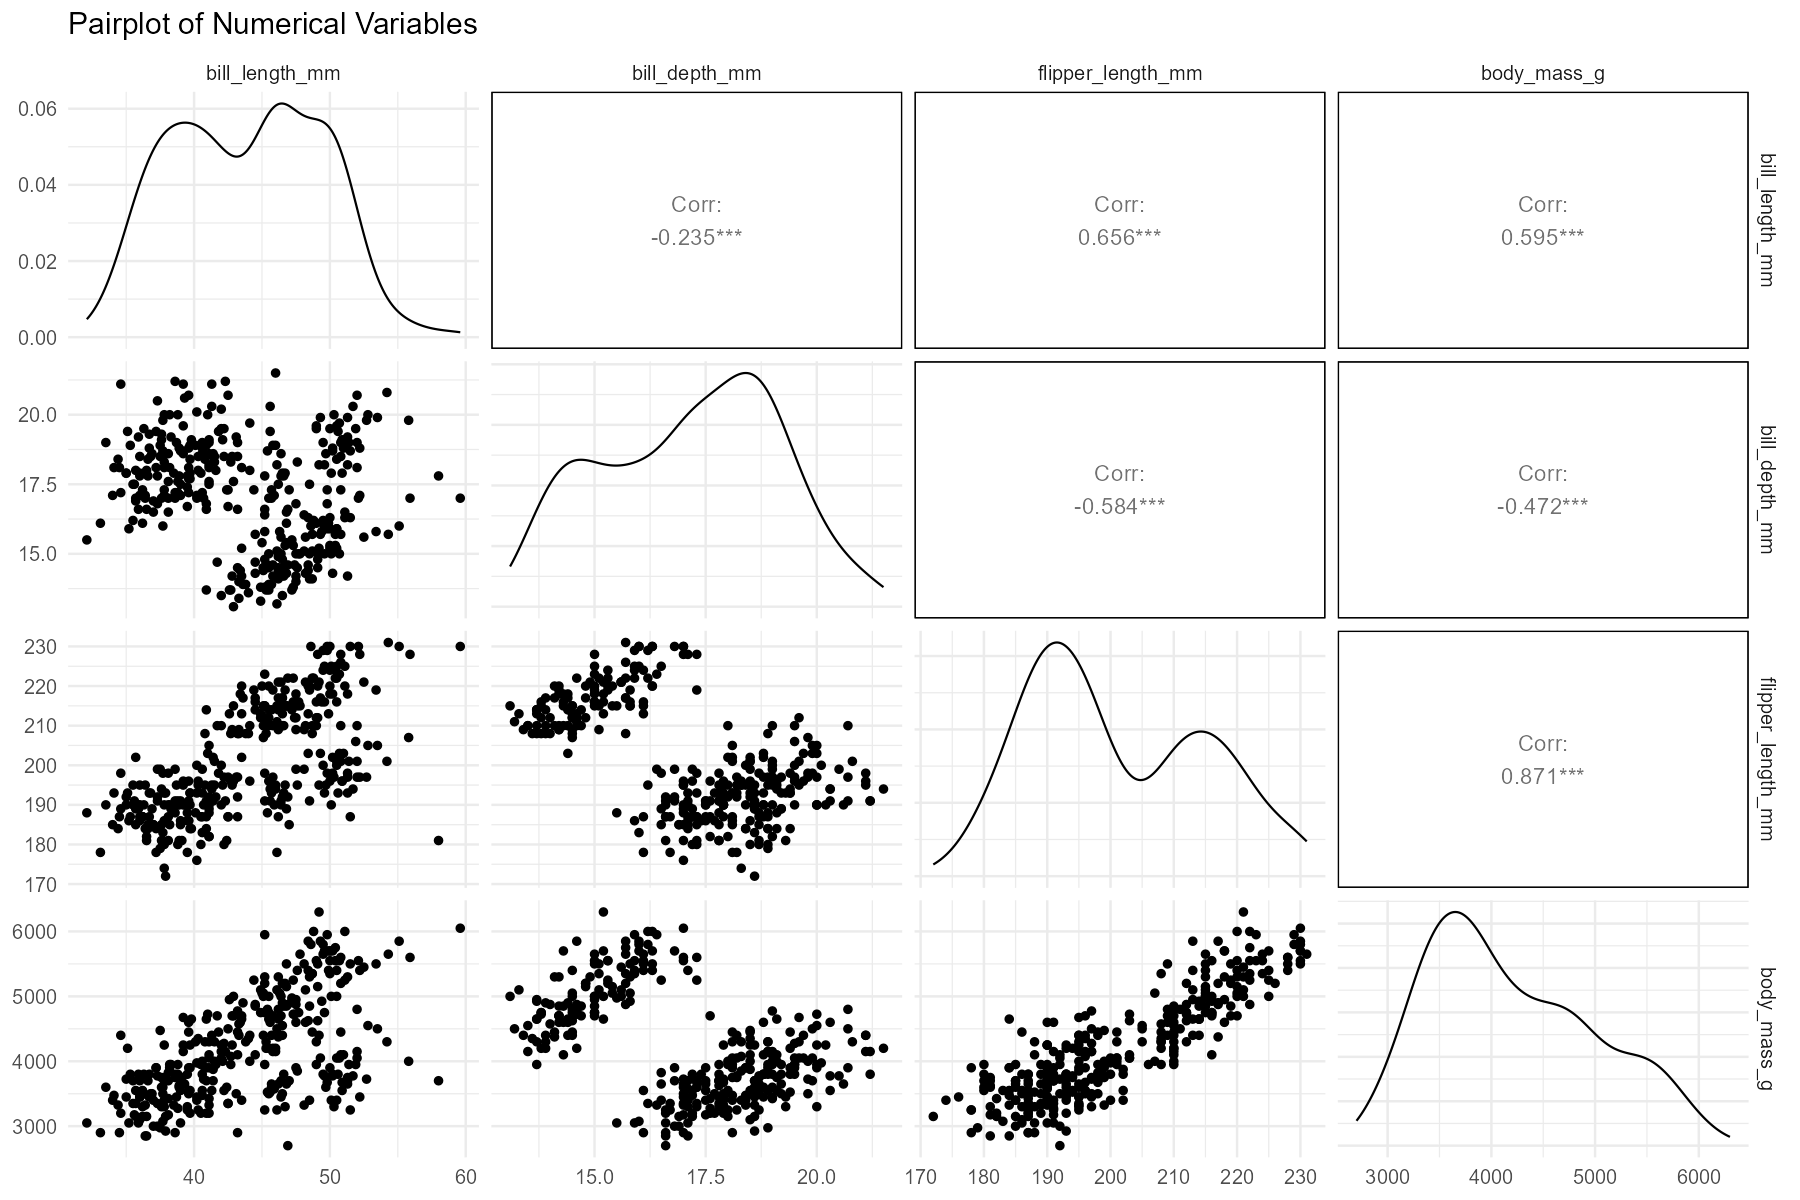 Pairplot of Numerical Variables
bill_length_mm
bill_depth_mm
flipper_length_mm
body_mass_g
0.06
0.04
0.02
0.00
Corr:
-0.235***
Corr:
0.656***
Corr:
0.595***
bill_length_mm
20.0
17.5
15.0
Corr:
-0.584***
Corr:
-0.472***
bill_depth_mm
230
220
210
200
190
180
170
Corr:
0.871***
flipper_length_mm
6000
5000
4000
3000
body_mass_g
40 50 60
15.0 17.5 20.0
170 180 190 200 210 220 230
3000 4000 5000 6000